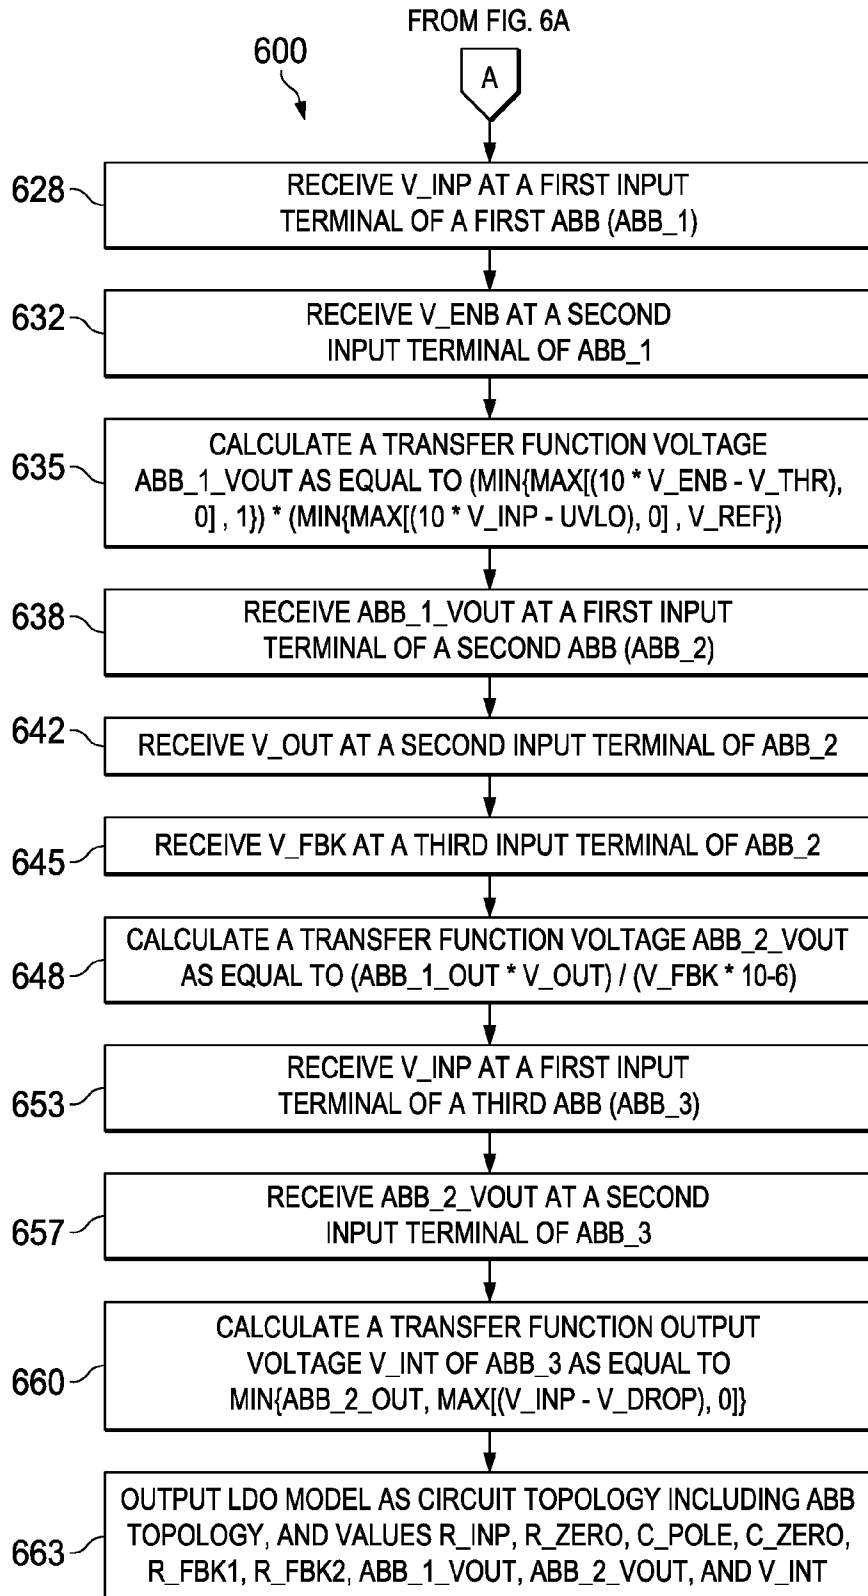 FROM FIG. 6A
600
A
628
RECEIVE V_INP AT A FIRST INPUT
TERMINAL OF A FIRST ABB (ABB_1)
632
RECEIVE V_ENB AT A SECOND
INPUT TERMINAL OF ABB_1
635
CALCULATE A TRANSFER FUNCTION VOLTAGE
ABB_1_VOUT AS EQUAL TO (MIN{MAX[(10 * V_ENB - V_THR),
0] , 1}) * (MIN{MAX[(10 * V_INP - UVLO), 0] , V_REF})
638
RECEIVE ABB_1_VOUT AT A FIRST INPUT
TERMINAL OF A SECOND ABB (ABB_2)
642
RECEIVE V_OUT AT A SECOND INPUT TERMINAL OF ABB_2
645
RECEIVE V_FBK AT A THIRD INPUT TERMINAL OF ABB_2
648
CALCULATE A TRANSFER FUNCTION VOLTAGE ABB_2_VOUT
AS EQUAL TO (ABB_1_OUT * V_OUT) / (V_FBK * 10-6)
653
RECEIVE V_INP AT A FIRST INPUT
TERMINAL OF A THIRD ABB (ABB_3)
657
RECEIVE ABB_2_VOUT AT A SECOND
INPUT TERMINAL OF ABB_3
660
CALCULATE A TRANSFER FUNCTION OUTPUT
VOLTAGE V_INT OF ABB_3 AS EQUAL TO
MIN{ABB_2_OUT, MAX[(V_INP - V_DROP), 0]}
663
OUTPUT LDO MODEL AS CIRCUIT TOPOLOGY INCLUDING ABB
TOPOLOGY, AND VALUES R_INP, R_ZERO, C_POLE, C_ZERO,
R_FBK1, R_FBK2, ABB_1_VOUT, ABB_2_VOUT, AND V_INT